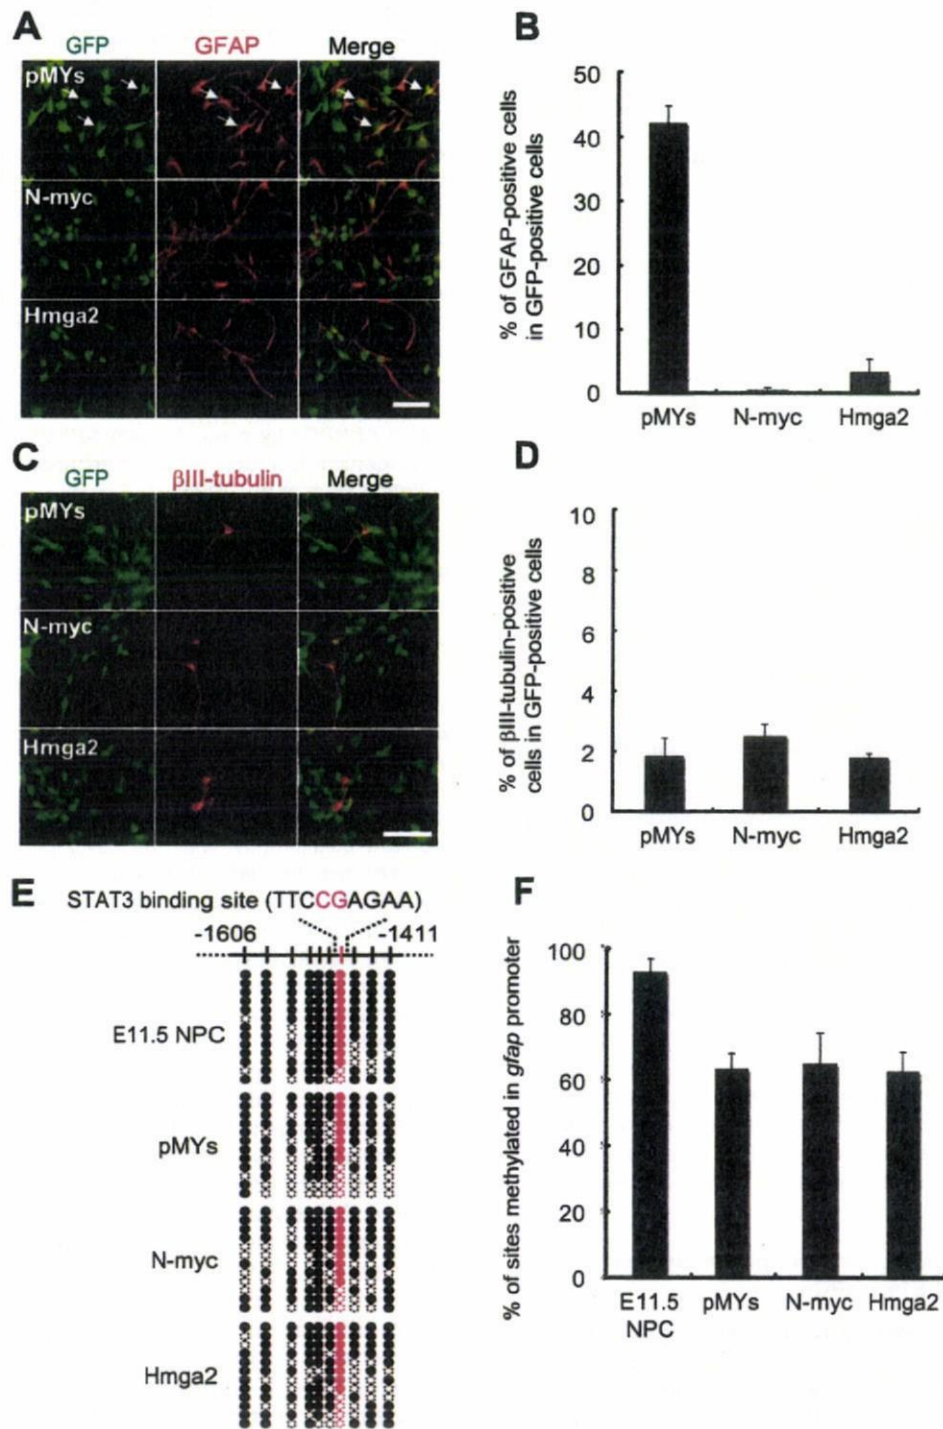 A
GFP GFAP Merge
pMYs
N-myc
Hmga2
B
% of GFAP-positive cells
in GFP-positive cells
50
40
30
20
10
0
pMYs N-myc Hmga2
C
GFP βIII-tubulin Merge
pMYs
N-myc
Hmga2
D
% of βIII-tubulin-positive
cells in GFP-positive cells
10
8
6
4
2
0
pMYs N-myc Hmga2
E
STAT3 binding site (TTCCGAGAA)
-1606 -1411
E11.5 NPC
pMYs
N-myc
Hmga2
F
% of sites methylated in gfap promoter
100
80
60
40
20
0
E11.5 pMYs N-myc Hmga2
NPC